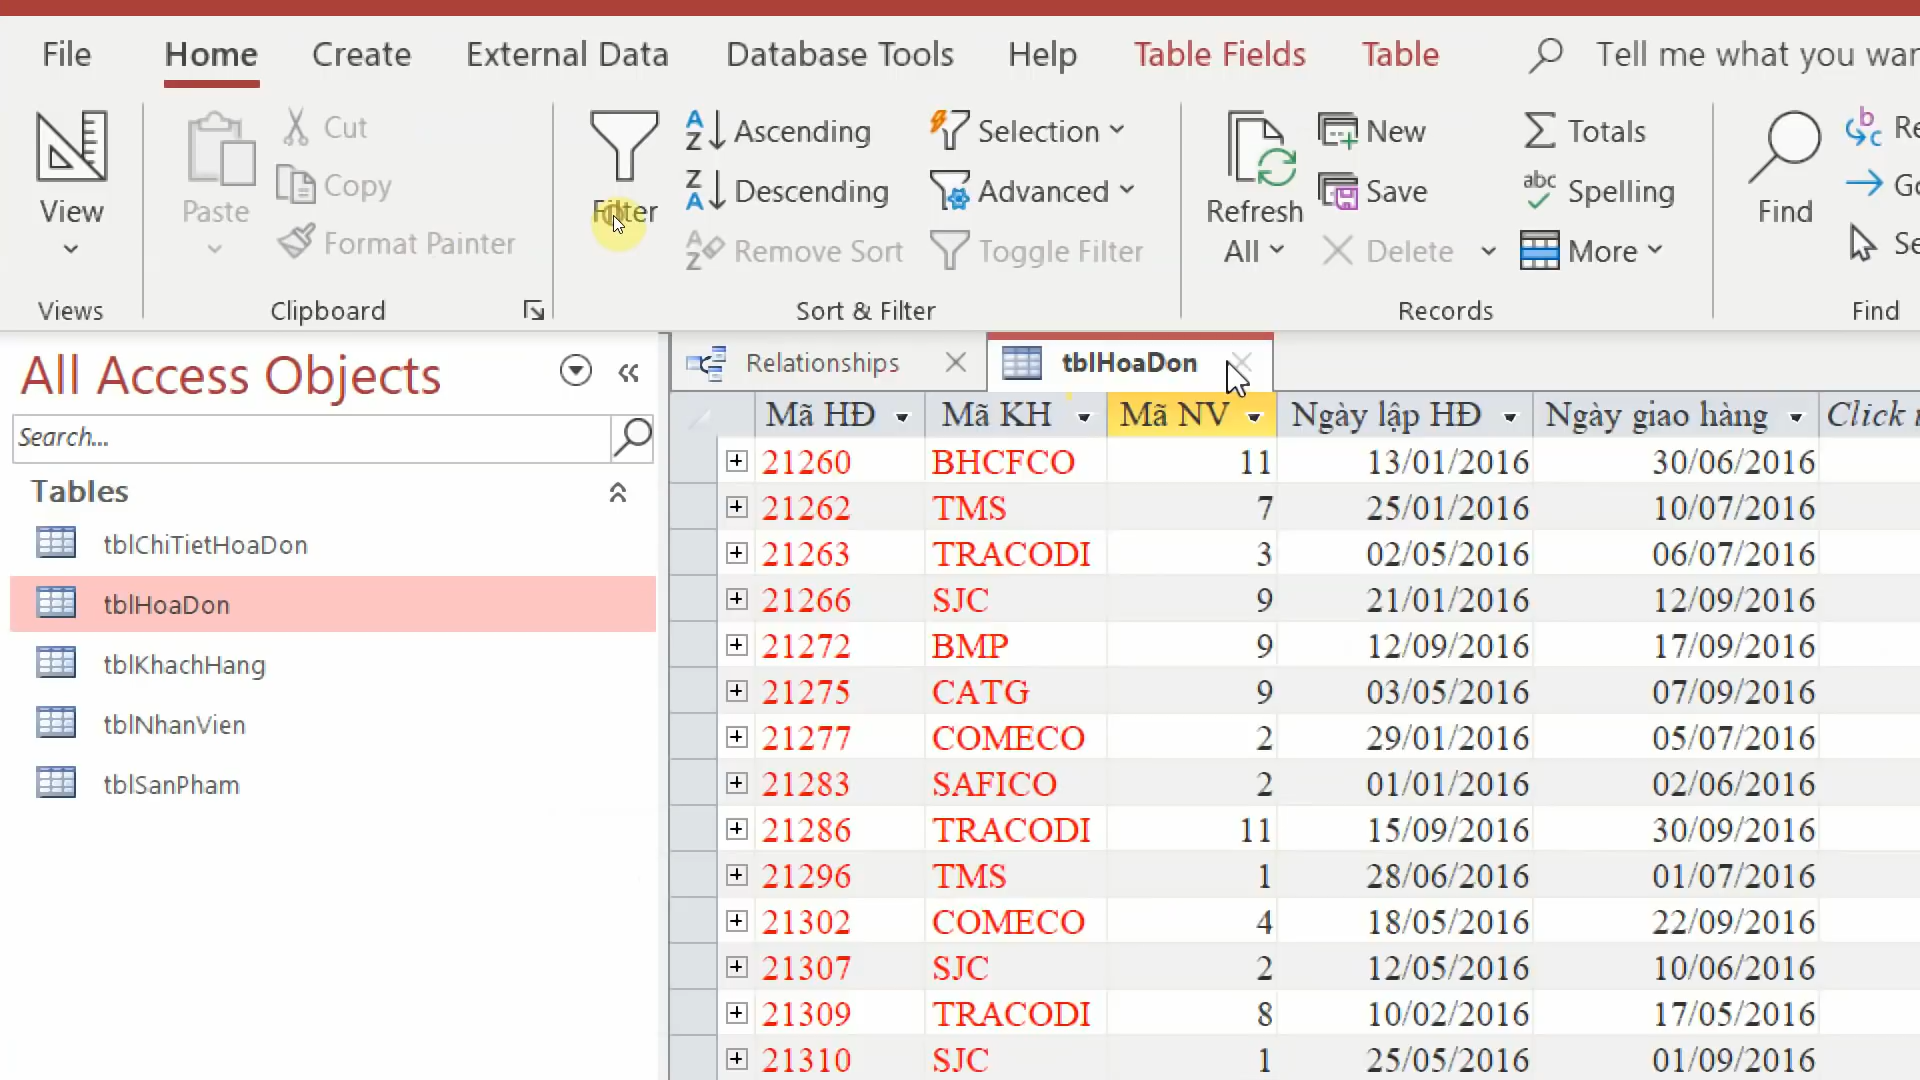 File Home Create External Data Database Tools Help Table Fields Table Tell me what you wan
View
Views
Paste
Cut
Copy
Format Painter
Clipboard
Filter
Ascending
Descending
Remove Sort
Selection
Advanced
Toggle Filter
Sort & Filter
Refresh
All
New
Save
Delete
Totals
Spelling
More
Records
Find
Re
Go
Se
Find
All Access Objects
Search...
Tables
tblChiTietHoaDon
tblHoaDon
tblKhachHang
tblNhanVien
tblSanPham
Relationships tblHoaDon
Mã HĐ Mã KH Mã NV Ngày lập HĐ Ngày giao hàng Click
21260 BHCFCO 11 13/01/2016 30/06/2016
21262 TMS 7 25/01/2016 10/07/2016
21263 TRACODI 3 02/05/2016 06/07/2016
21266 SJC 9 21/01/2016 12/09/2016
21272 BMP 9 12/09/2016 17/09/2016
21275 CATG 9 03/05/2016 07/09/2016
21277 COMECO 2 29/01/2016 05/07/2016
21283 SAFICO 2 01/01/2016 02/06/2016
21286 TRACODI 11 15/09/2016 30/09/2016
21296 TMS 1 28/06/2016 01/07/2016
21302 COMECO 4 18/05/2016 22/09/2016
21307 SJC 2 12/05/2016 10/06/2016
21309 TRACODI 8 10/02/2016 17/05/2016
21310 SJC 1 25/05/2016 01/09/2016